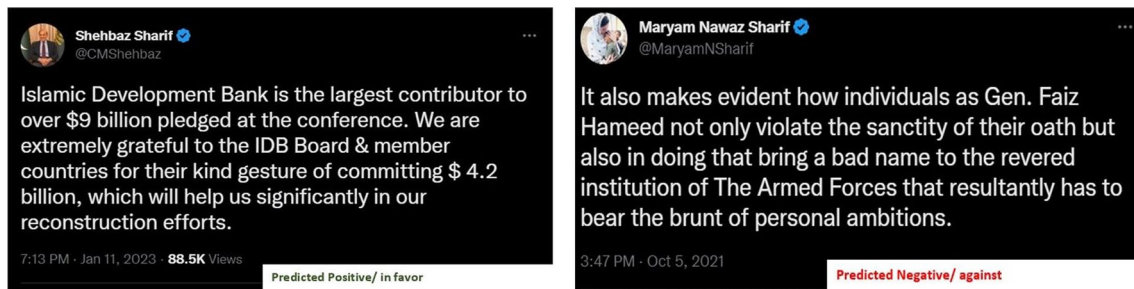 Shehbaz Sharif
@CMShehbaz
Islamic Development Bank is the largest contributor to
over $9 billion pledged at the conference. We are
extremely grateful to the IDB Board & member
countries for their kind gesture of committing $ 4.2
billion, which will help us significantly in our
reconstruction efforts.
7:13 PM · Jan 11, 2023 · 88.5K Views
Predicted Positive/ in favor
Maryam Nawaz Sharif
@MaryamNSharif
It also makes evident how individuals as Gen. Faiz
Hameed not only violate the sanctity of their oath but
also in doing that bring a bad name to the revered
institution of The Armed Forces that resultantly has to
bear the brunt of personal ambitions.
3:47 PM · Oct 5, 2021
Predicted Negative/ against